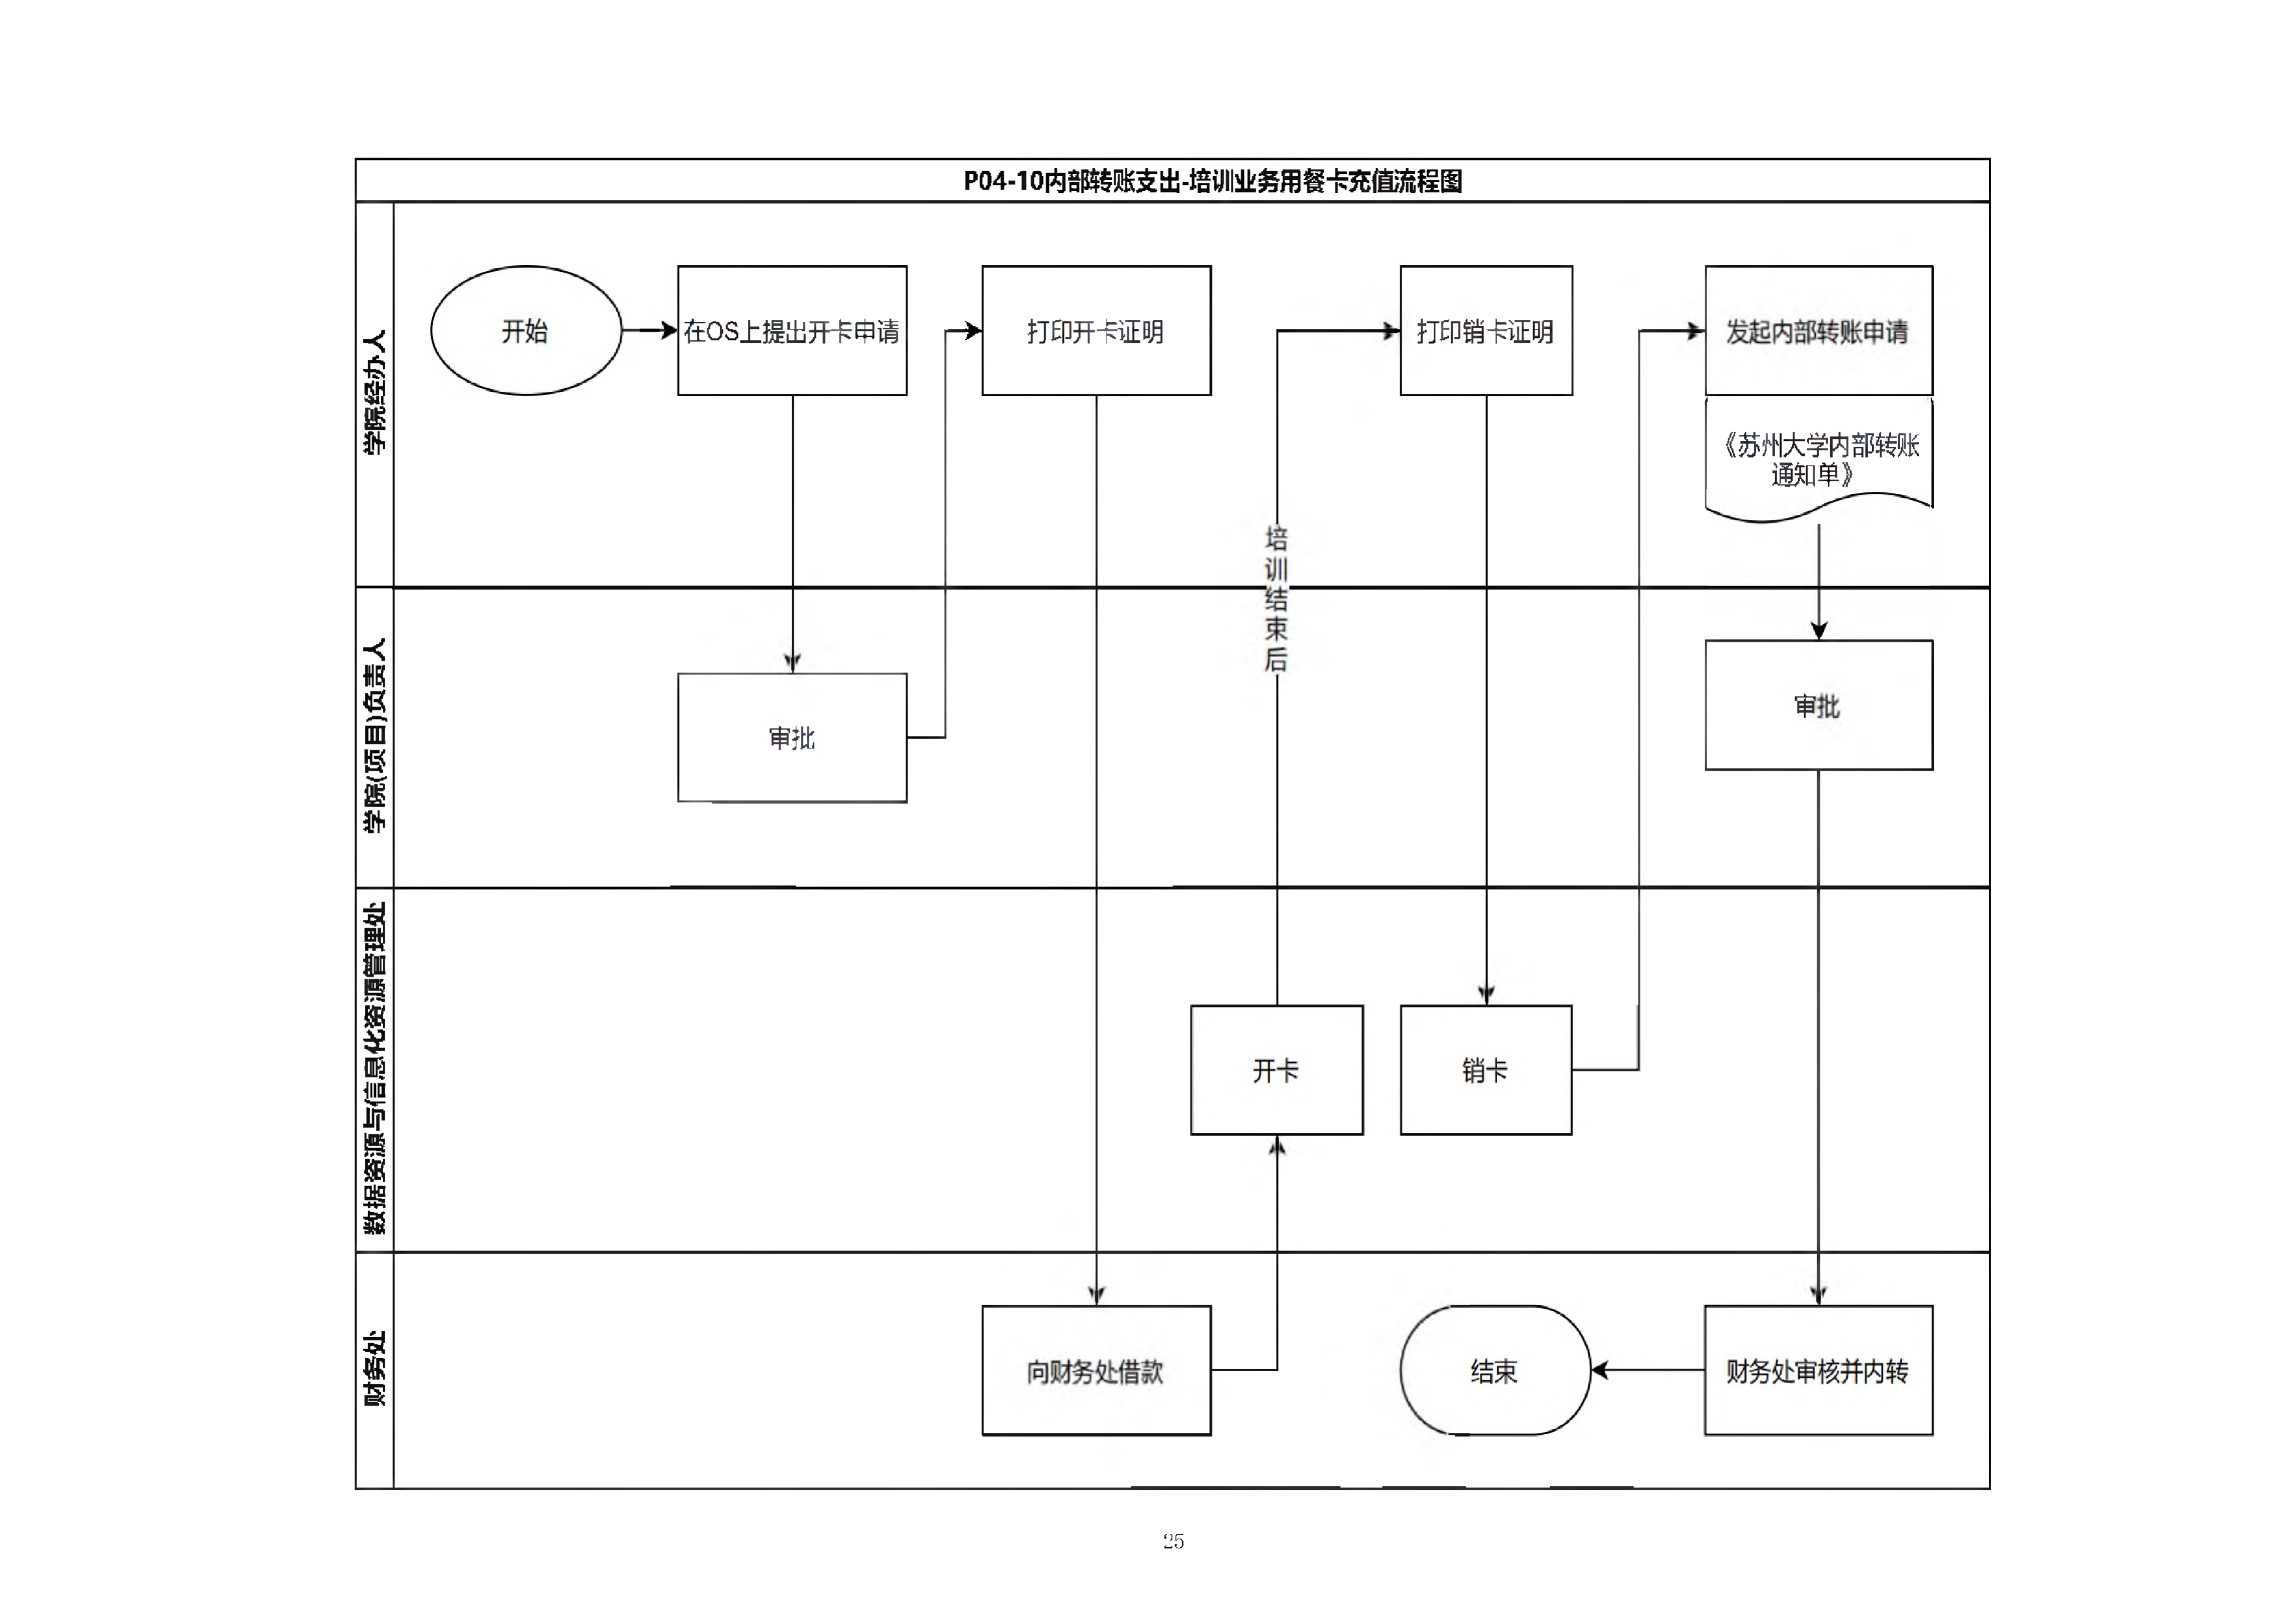 P04-10内部转账支出-培训业务用餐卡充值流程图
学院经办人
开始
在OS上提出开卡申请
打印开卡证明
打印销卡证明
发起内部转账申请
《苏州大学内部转账
通知单》
培
训
结
束
后
学院(项目)负责人
审批
审批
数据资源与信息化资源管理处
开卡
销卡
财务处
向财务处借款
结束
财务处审核并内转
25